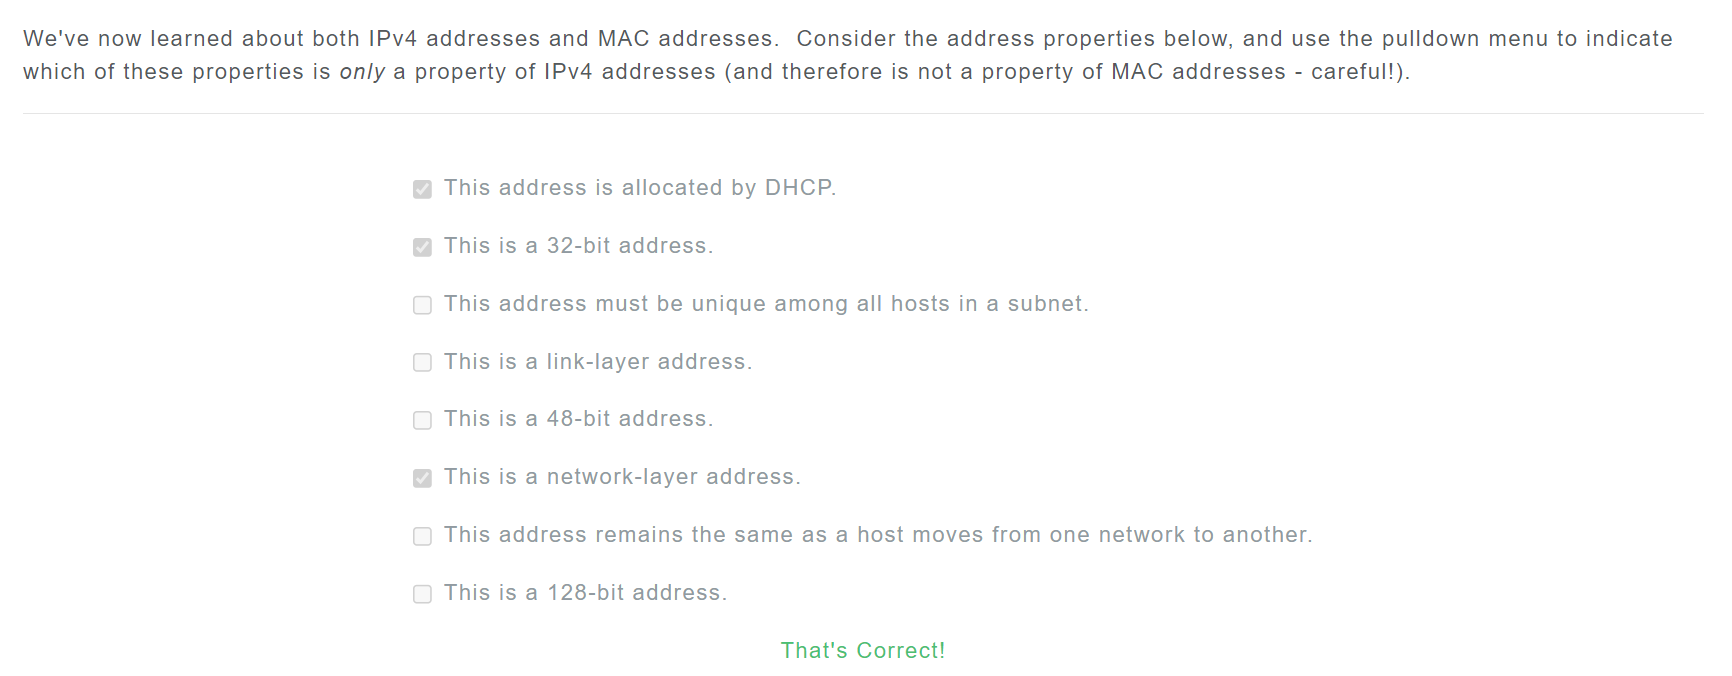 We've now learned about both IPv4 addresses and MAC addresses.  Consider the address properties below, and use the pulldown menu to indicate
which of these properties is only a property of IPv4 addresses (and therefore is not a property of MAC addresses - careful!).
This address is allocated by DHCP.
This is a 32-bit address.
This address must be unique among all hosts in a subnet.
This is a link-layer address.
This is a 48-bit address.
This is a network-layer address.
This address remains the same as a host moves from one network to another.
This is a 128-bit address.
That's Correct!